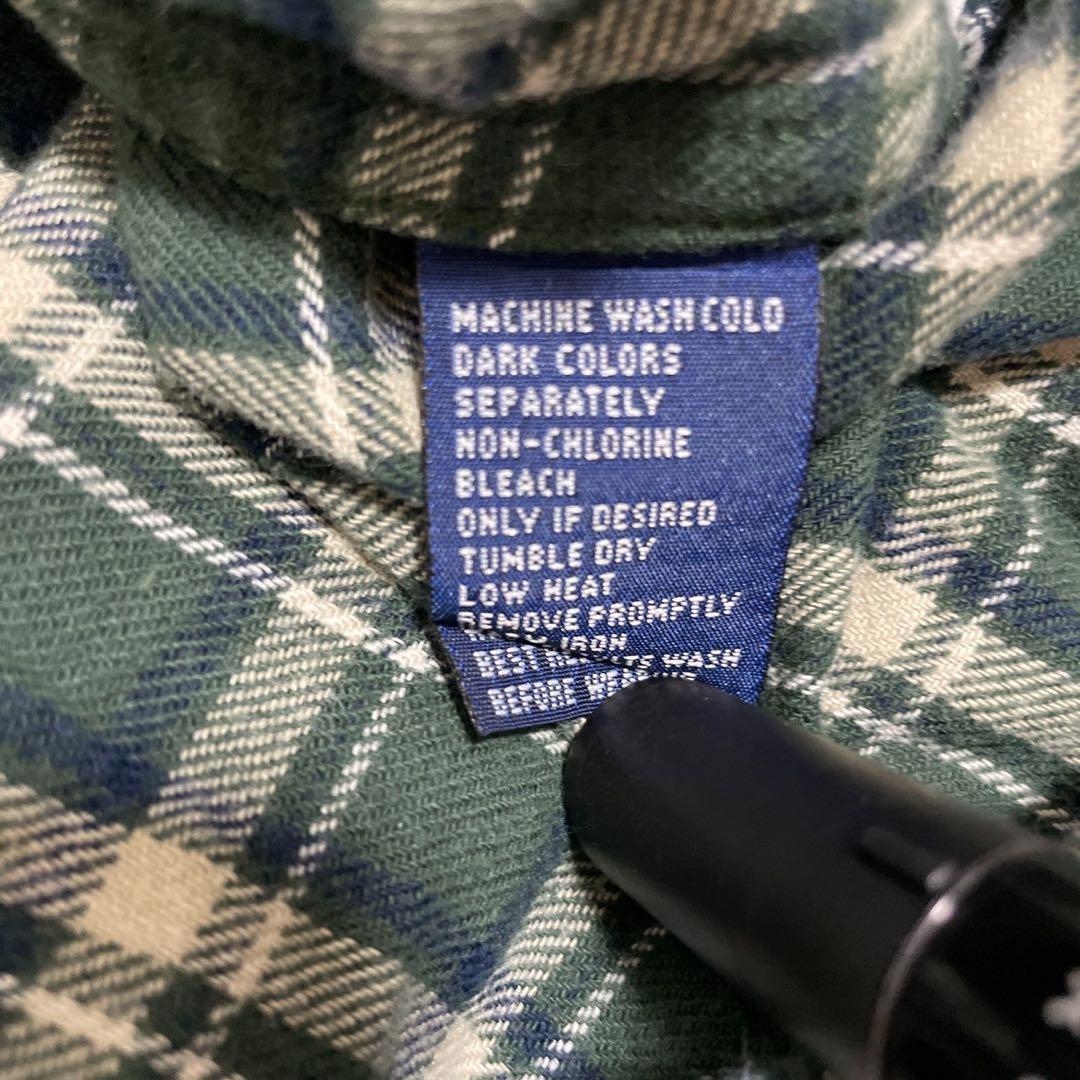 MACHINE WASH COLD
DARK COLORS
SEPARATELY
NON-CHLORINE
BLEACH
ONLY IF DESIRED
TUMBLE DRY
LOW HEAT
REMOVE PROMPTLY
IRON
BEST WASH
BEFORE